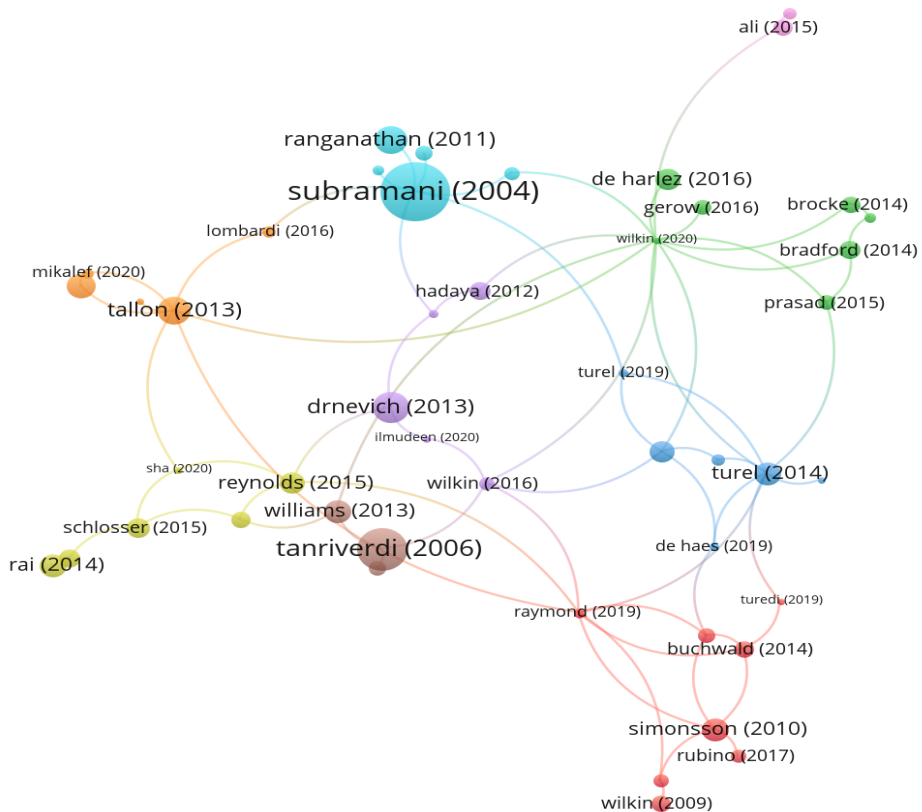 ali (2015)
ranganathan (2011)
de harlez (2016)
subramani (2004)
gerow (2016)
brocke (2014)
lombardi (2016)
wilkin (2020)
bradford (2014)
mikalef (2020)
hadaya (2012)
prasad (2015)
tallon (2013)
turel (2019)
drnevich (2013)
ilmudeen (2020)
sha (2020)
reynolds (2015)
wilkin (2016)
turel (2014)
williams (2013)
schlosser (2015)
tanriverdi (2006)
de haes (2019)
rai (2014)
raymond (2019)
turedi (2019)
buchwald (2014)
simonsson (2010)
rubino (2017)
wilkin (2009)